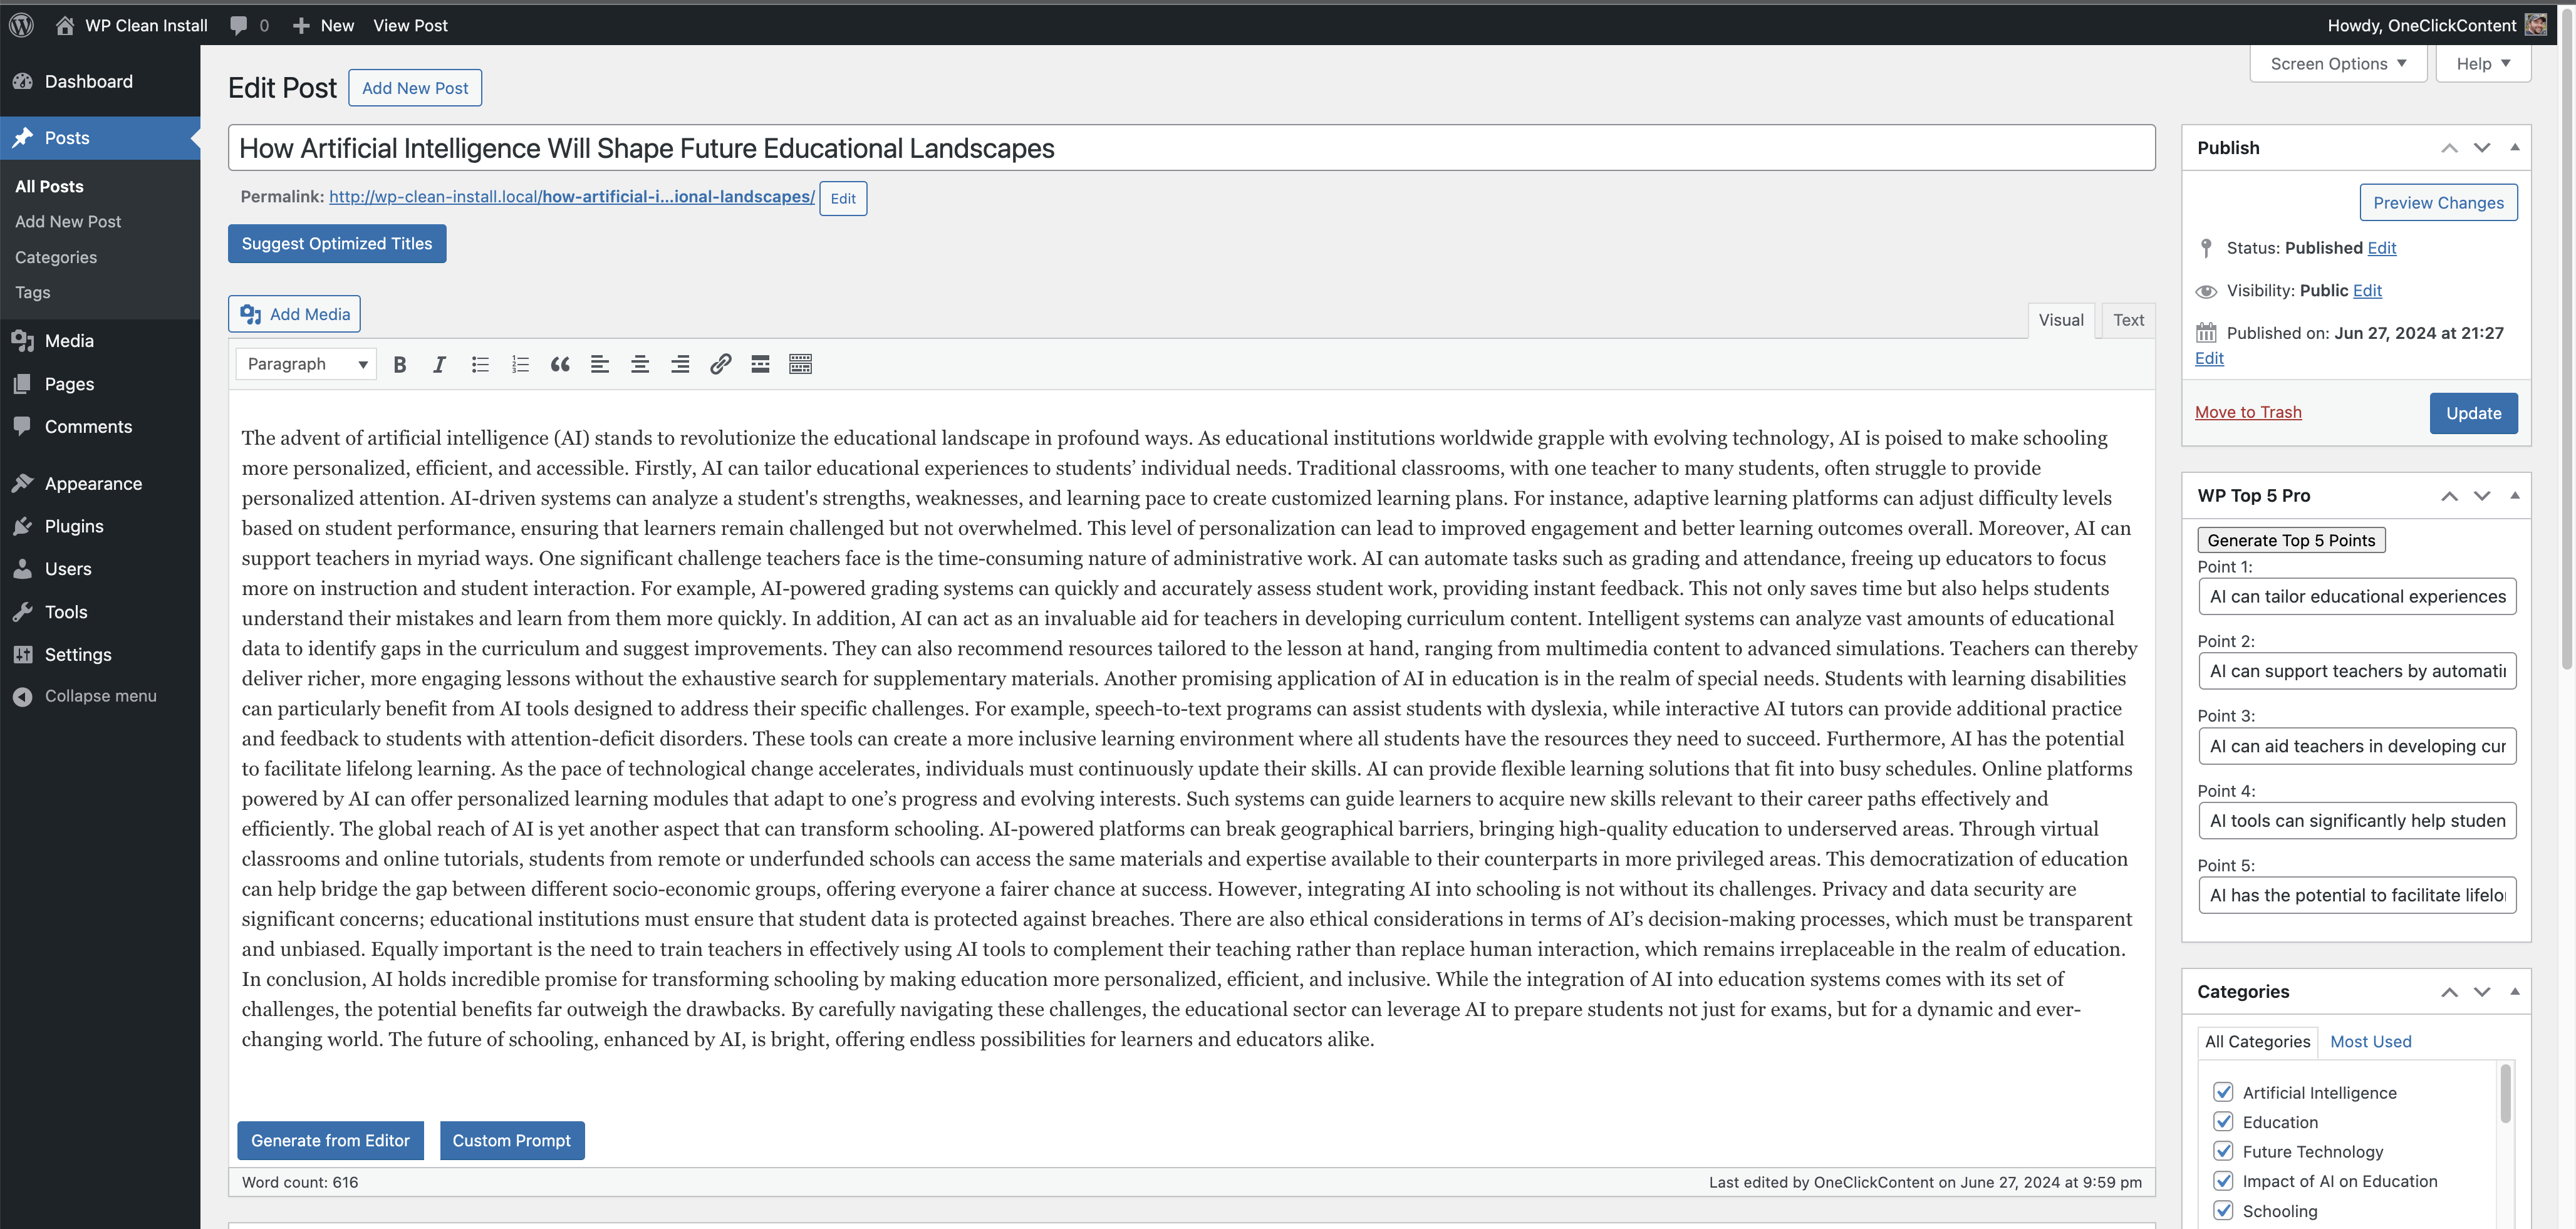 WP Clean Install
0
New
View Post
Howdy, OneClickContent
Dashboard
Posts
All Posts
Add New Post
Categories
Tags
Media
Pages
Comments
Appearance
Plugins
Users
Tools
Settings
Collapse menu
Screen Options
Help
Edit Post
Add New Post
How Artificial Intelligence Will Shape Future Educational Landscapes
Permalink: http://wp-clean-install.local/how-artificial-i...ional-landscapes/ Edit
Suggest Optimized Titles
Add Media
Visual
Text
Paragraph
The advent of artificial intelligence (AI) stands to revolutionize the educational landscape in profound ways. As educational institutions worldwide grapple with evolving technology, AI is poised to make schooling
more personalized, efficient, and accessible. Firstly, AI can tailor educational experiences to students’ individual needs. Traditional classrooms, with one teacher to many students, often struggle to provide
personalized attention. AI-driven systems can analyze a student's strengths, weaknesses, and learning pace to create customized learning plans. For instance, adaptive learning platforms can adjust difficulty levels
based on student performance, ensuring that learners remain challenged but not overwhelmed. This level of personalization can lead to improved engagement and better learning outcomes overall. Moreover, AI can
support teachers in myriad ways. One significant challenge teachers face is the time-consuming nature of administrative work. AI can automate tasks such as grading and attendance, freeing up educators to focus
more on instruction and student interaction. For example, AI-powered grading systems can quickly and accurately assess student work, providing instant feedback. This not only saves time but also helps students
understand their mistakes and learn from them more quickly. In addition, AI can act as an invaluable aid for teachers in developing curriculum content. Intelligent systems can analyze vast amounts of educational
data to identify gaps in the curriculum and suggest improvements. They can also recommend resources tailored to the lesson at hand, ranging from multimedia content to advanced simulations. Teachers can thereby
deliver richer, more engaging lessons without the exhaustive search for supplementary materials. Another promising application of AI in education is in the realm of special needs. Students with learning disabilities
can particularly benefit from AI tools designed to address their specific challenges. For example, speech-to-text programs can assist students with dyslexia, while interactive AI tutors can provide additional practice
and feedback to students with attention-deficit disorders. These tools can create a more inclusive learning environment where all students have the resources they need to succeed. Furthermore, AI has the potential
to facilitate lifelong learning. As the pace of technological change accelerates, individuals must continuously update their skills. AI can provide flexible learning solutions that fit into busy schedules. Online platforms
powered by AI can offer personalized learning modules that adapt to one’s progress and evolving interests. Such systems can guide learners to acquire new skills relevant to their career paths effectively and
efficiently. The global reach of AI is yet another aspect that can transform schooling. AI-powered platforms can break geographical barriers, bringing high-quality education to underserved areas. Through virtual
classrooms and online tutorials, students from remote or underfunded schools can access the same materials and expertise available to their counterparts in more privileged areas. This democratization of education
can help bridge the gap between different socio-economic groups, offering everyone a fairer chance at success. However, integrating AI into schooling is not without its challenges. Privacy and data security are
significant concerns; educational institutions must ensure that student data is protected against breaches. There are also ethical considerations in terms of AI’s decision-making processes, which must be transparent
and unbiased. Equally important is the need to train teachers in effectively using AI tools to complement their teaching rather than replace human interaction, which remains irreplaceable in the realm of education.
In conclusion, AI holds incredible promise for transforming schooling by making education more personalized, efficient, and inclusive. While the integration of AI into education systems comes with its set of
challenges, the potential benefits far outweigh the drawbacks. By carefully navigating these challenges, the educational sector can leverage AI to prepare students not just for exams, but for a dynamic and ever-
changing world. The future of schooling, enhanced by AI, is bright, offering endless possibilities for learners and educators alike.
Generate from Editor
Custom Prompt
Word count: 616
Last edited by OneClickContent on June 27, 2024 at 9:59 pm
Publish
Preview Changes
Status: Published Edit
Visibility: Public Edit
Published on: Jun 27, 2024 at 21:27
Edit
Move to Trash
Update
WP Top 5 Pro
Generate Top 5 Points
Point 1:
AI can tailor educational experiences
Point 2:
AI can support teachers by automatin
Point 3:
AI can aid teachers in developing cur
Point 4:
AI tools can significantly help studen
Point 5:
AI has the potential to facilitate lifelo
Categories
All Categories
Most Used
Artificial Intelligence
Education
Future Technology
Impact of AI on Education
Schooling